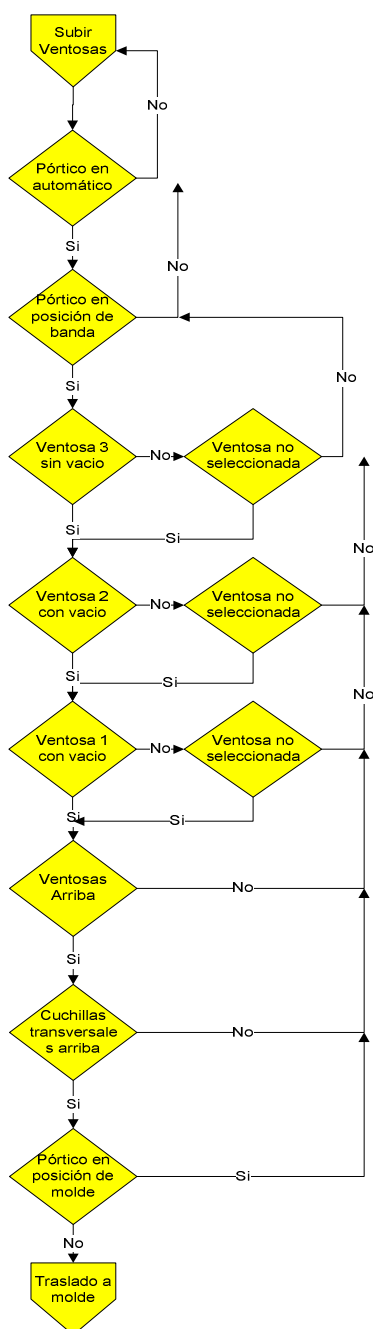 Subir
Ventosas
No
Pórtico en
automático
Si
No
Pórtico en
posición de
banda
Si
No
Ventosa 3
sin vacio
No
Ventosa no
seleccionada
Si
Si
No
Ventosa 2
con vacio
No
Ventosa no
seleccionada
Si
Si
No
Ventosa 1
con vacio
No
Ventosa no
seleccionada
Si
Si
Ventosas
Arriba
No
Si
Cuchillas
transversale
s arriba
No
Si
Pórtico en
posición de
molde
Si
No
Traslado a
molde